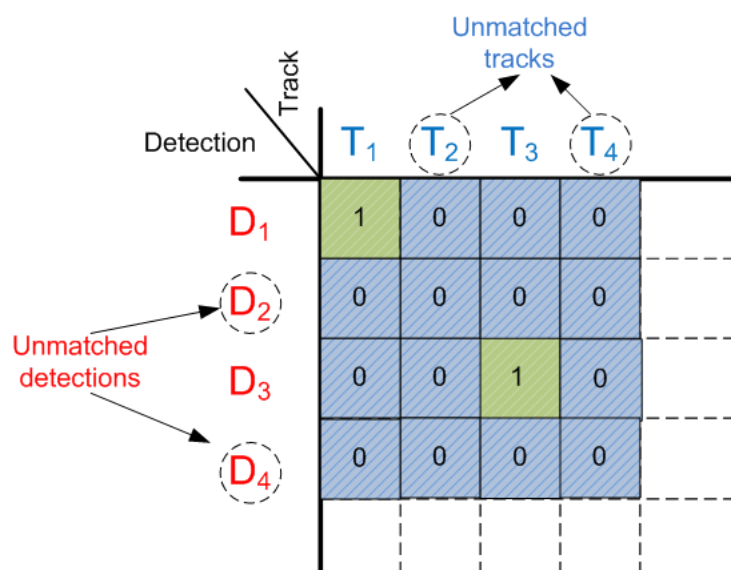 Unmatched
tracks
Track
Detection
T1 T2 T3 T4
D1 1 0 0 0
D2 0 0 0 0
Unmatched
detections
D3 0 0 1 0
D4 0 0 0 0